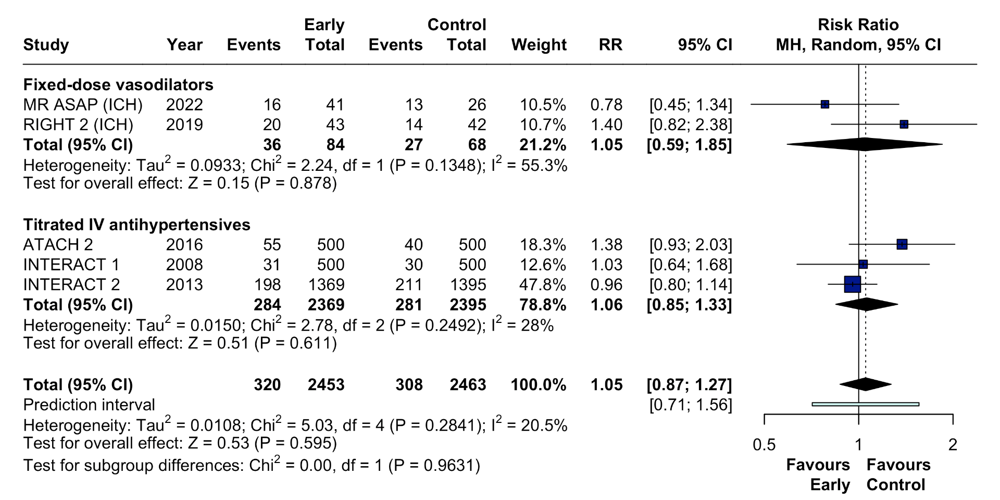 Early Control Risk Ratio
Study Year Events Total Events Total Weight RR 95% CI MH, Random, 95% CI
Fixed-dose vasodilators
MR ASAP (ICH) 2022 16 41 13 26 10.5% 0.78 [0.45; 1.34]
RIGHT 2 (ICH) 2019 20 43 14 42 10.7% 1.40 [0.82; 2.38]
Total (95% CI) 36 84 27 68 21.2% 1.05 [0.59; 1.85]
Heterogeneity: Tau² = 0.0933; Chi² = 2.24, df = 1 (P = 0.1348); I² = 55.3%
Test for overall effect: Z = 0.15 (P = 0.878)
Titrated IV antihypertensives
ATACH 2 2016 55 500 40 500 18.3% 1.38 [0.93; 2.03]
INTERACT 1 2008 31 500 30 500 12.6% 1.03 [0.64; 1.68]
INTERACT 2 2013 198 1369 211 1395 47.8% 0.96 [0.80; 1.14]
Total (95% CI) 284 2369 281 2395 78.8% 1.06 [0.85; 1.33]
Heterogeneity: Tau² = 0.0150; Chi² = 2.78, df = 2 (P = 0.2492); I² = 28%
Test for overall effect: Z = 0.51 (P = 0.611)
Total (95% CI) 320 2453 308 2463 100.0% 1.05 [0.87; 1.27]
Prediction interval [0.71; 1.56]
Heterogeneity: Tau² = 0.0108; Chi² = 5.03, df = 4 (P = 0.2841); I² = 20.5%
Test for overall effect: Z = 0.53 (P = 0.595)
0.5 1 2
Test for subgroup differences: Chi² = 0.00, df = 1 (P = 0.9631)
Favours Favours
Early Control